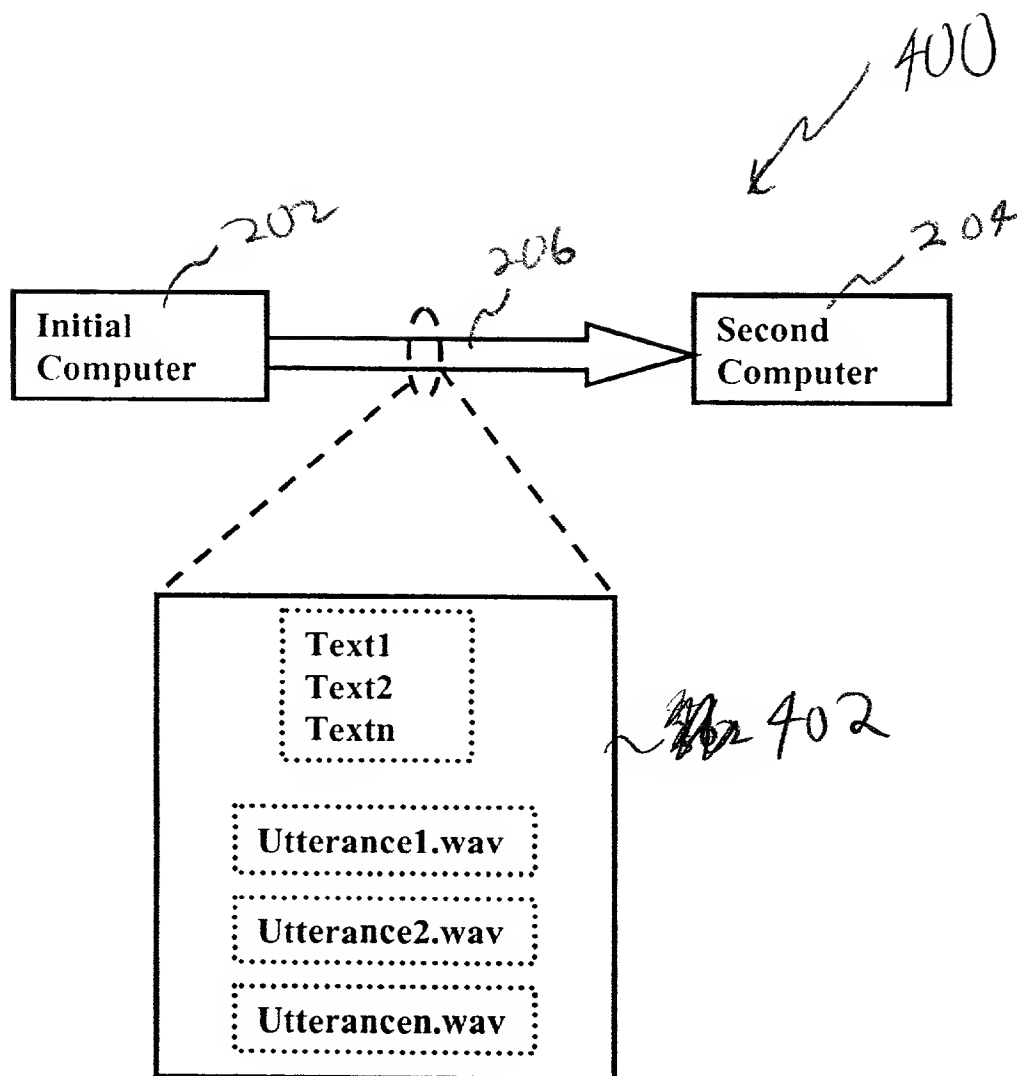 400
202
206
204
Initial
Computer
Second
Computer
Text1
Text2
Textn
402
Utterance1.wav
Utterance2.wav
Utterancen.wav